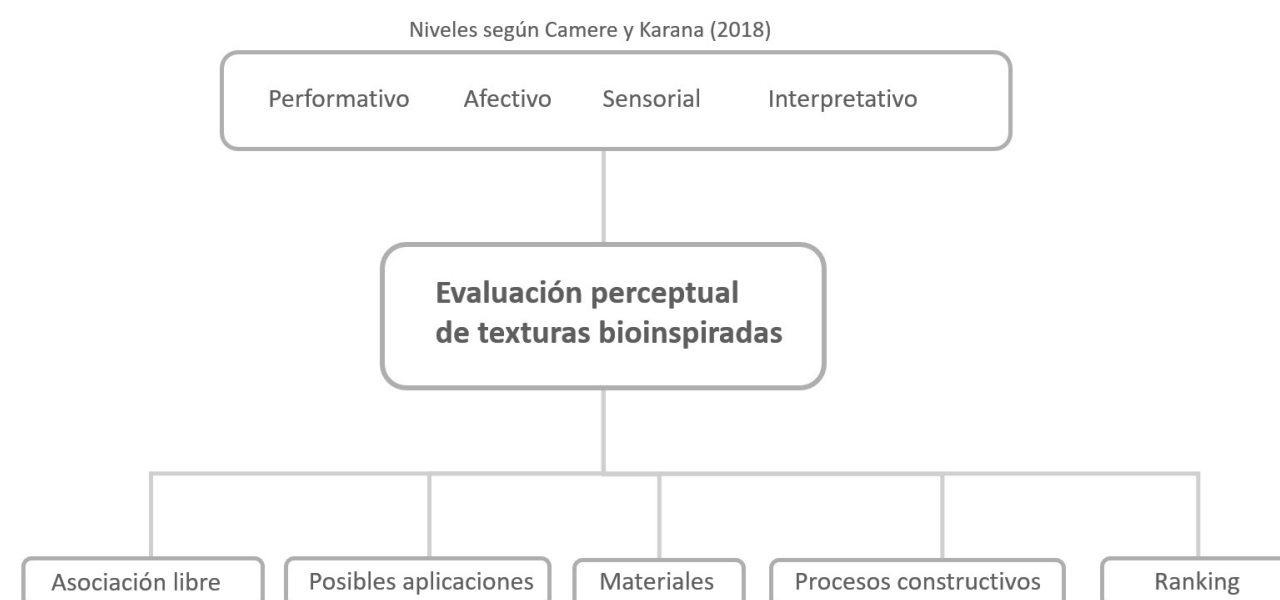 Niveles según Camere y Karana (2018)
Performativo Afectivo Sensorial Interpretativo
Evaluación perceptual
de texturas bioinspiradas
Asociación libre Posibles aplicaciones Materiales Procesos constructivos Ranking